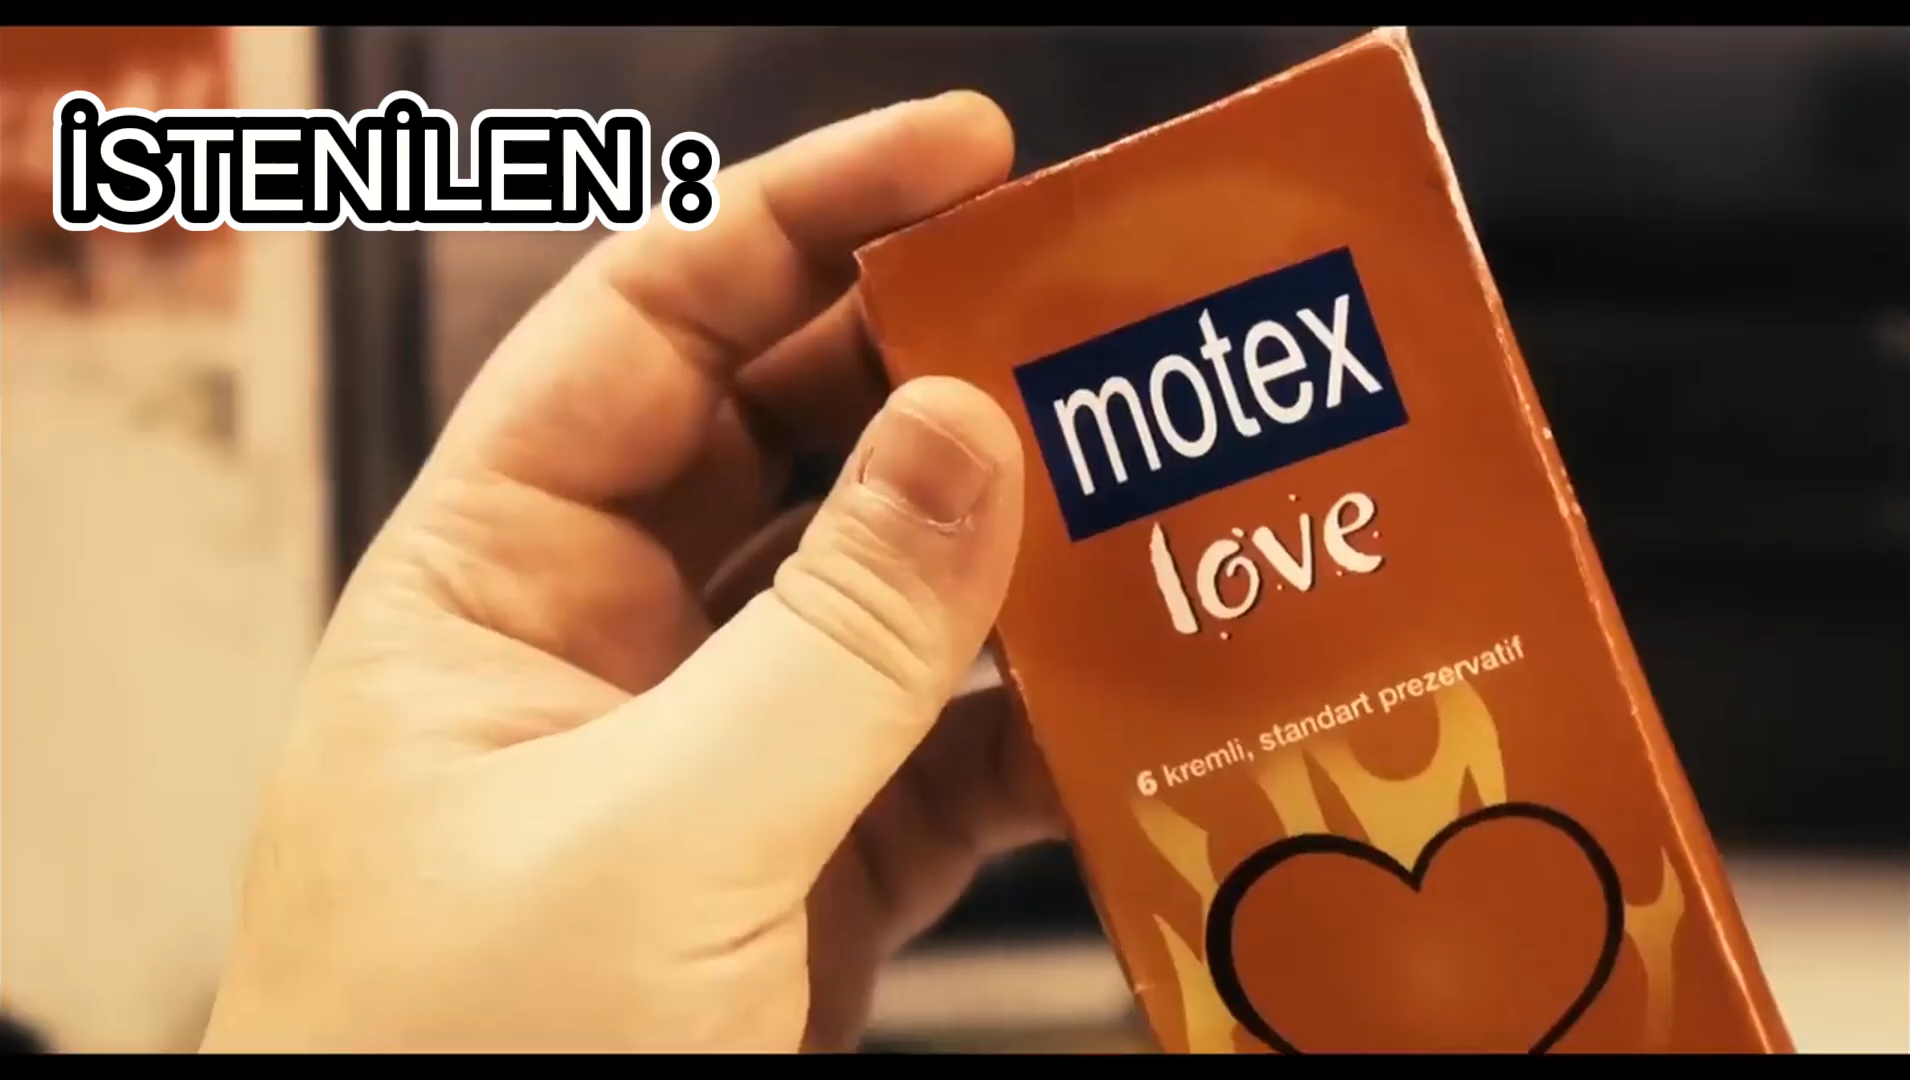 İSTENİLEN :
motex
love
6 kremli, standart prezervatif